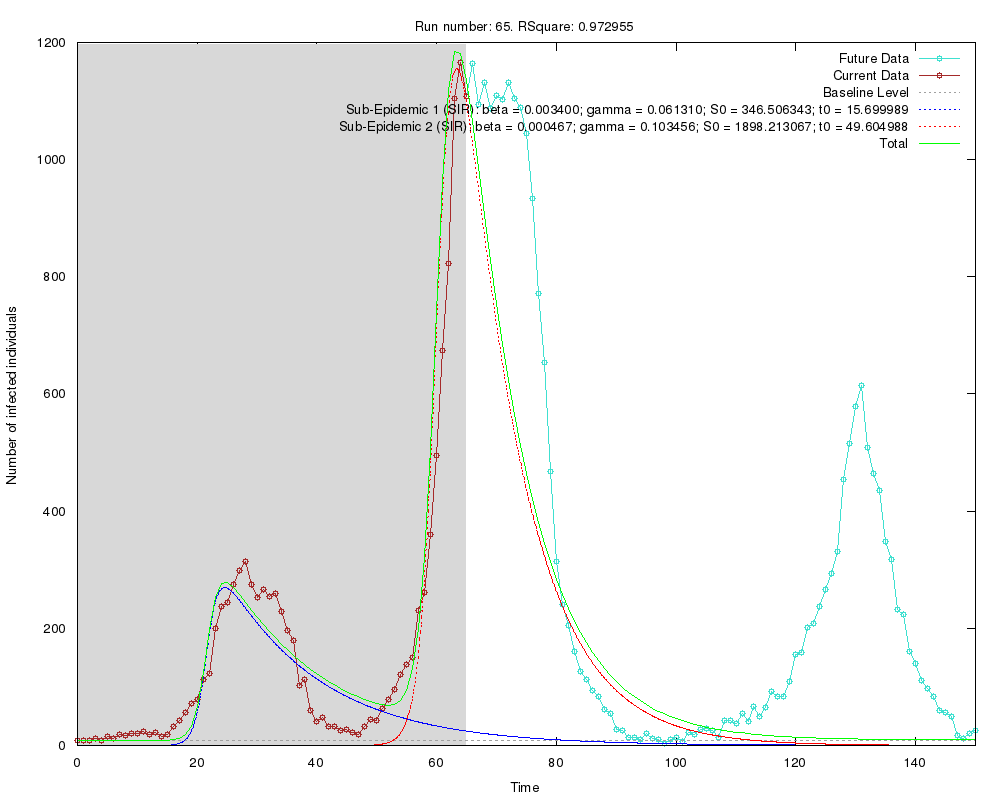 Run number: 65. RSquare: 0.972955
1200
1000
800
600
400
200
0
Number of infected individuals
Future Data
Current Data
Baseline Level
Sub-Epidemic 1 (SIR): beta = 0.003400; gamma = 0.061310; S0 = 346.506343; t0 = 15.699989
Sub-Epidemic 2 (SIR): beta = 0.000467; gamma = 0.103456; S0 = 1898.213067; t0 = 49.604988
Total
0 20 40 60 80 100 120 140
Time